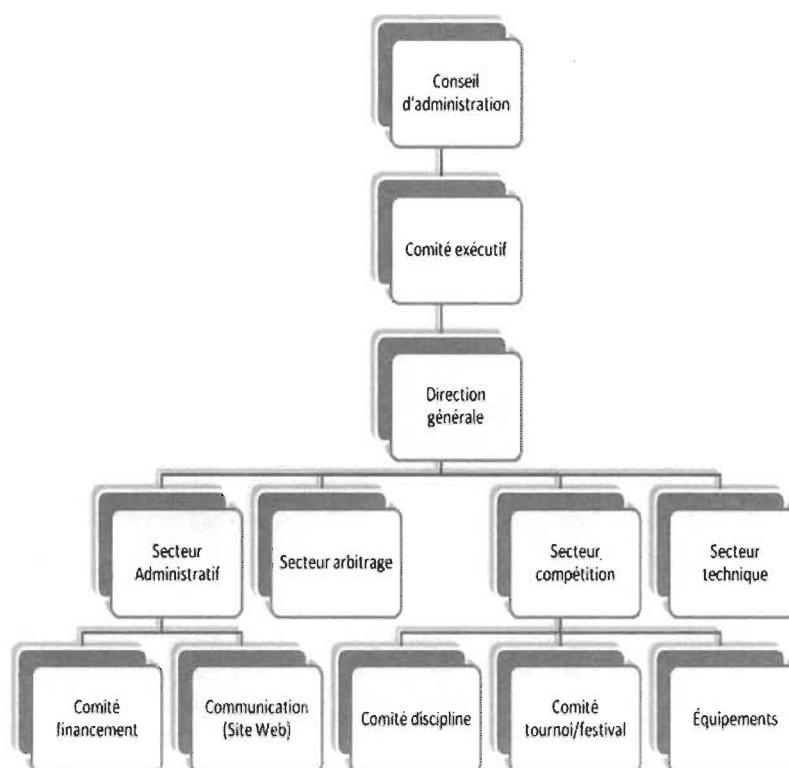 Conseil
d'administration
Comité exécutif
Direction
générale
Secteur
Administratif
Secteur arbitrage
Secteur
compétition
Secteur
technique
Comité
financement
Communication
(Site Web)
Comité discipline
Comité
tournoi/festival
Équipements